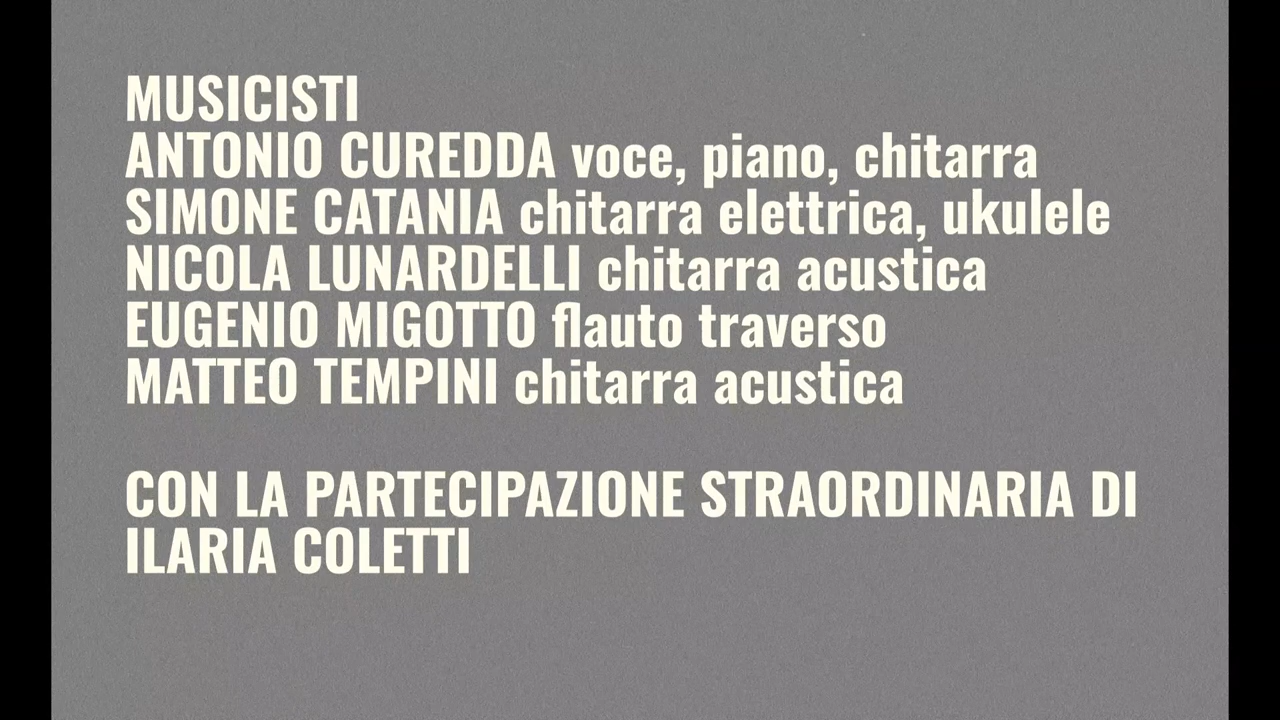 MUSICISTI
ANTONIO CUREDDA voce, piano, chitarra
SIMONE CATANIA chitarra elettrica, ukulele
NICOLA LUNARDELLI chitarra acustica
EUGENIO MIGOTTO flauto traverso
MATTEO TEMPINI chitarra acustica
CON LA PARTECIPAZIONE STRAORDINARIA DI
ILARIA COLETTI